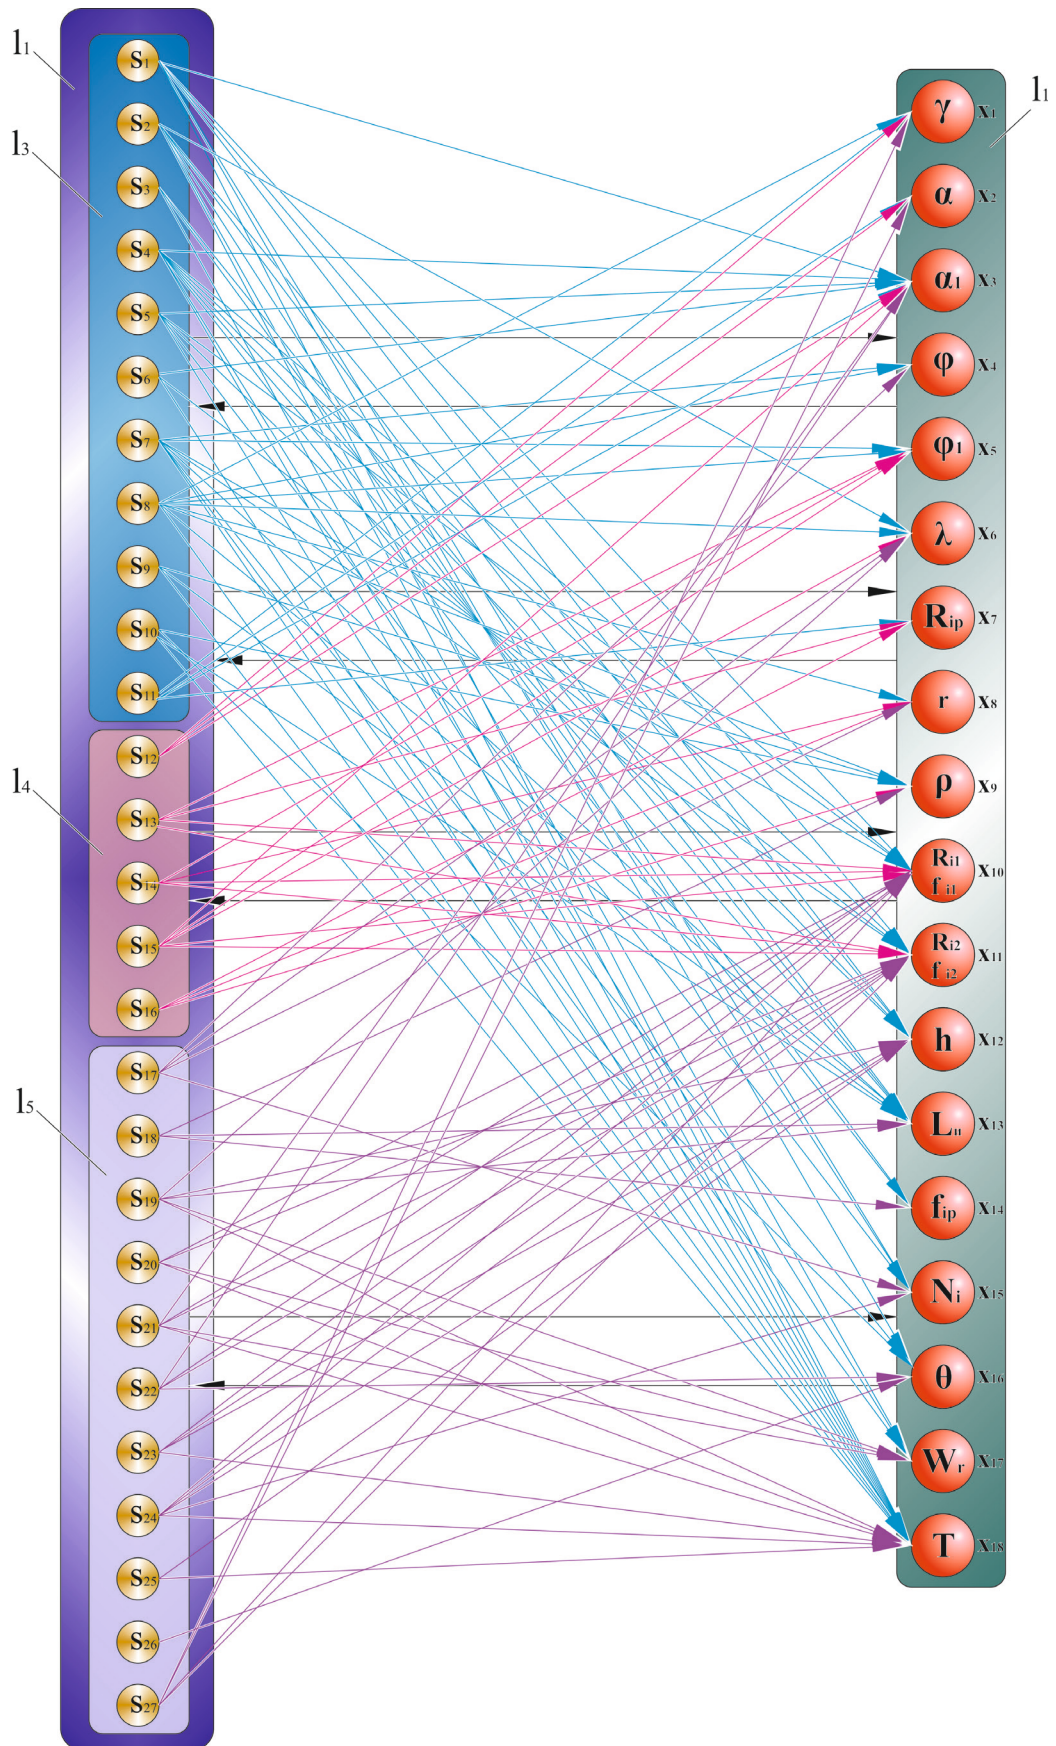 l1
l3
l4
l5
S1
S2
S3
S4
S5
S6
S7
S8
S9
S10
S11
S12
S13
S14
S15
S16
S17
S18
S19
S20
S21
S22
S23
S24
S25
S26
S27
l1
γ x1
α x2
α1 x3
φ x4
φ1 x5
λ x6
Rip x7
r x8
ρ x9
Ri1
fi1 x10
Ri2
fi2 x11
h x12
Lu x13
fip x14
Ni x15
θ x16
Wr x17
T x18